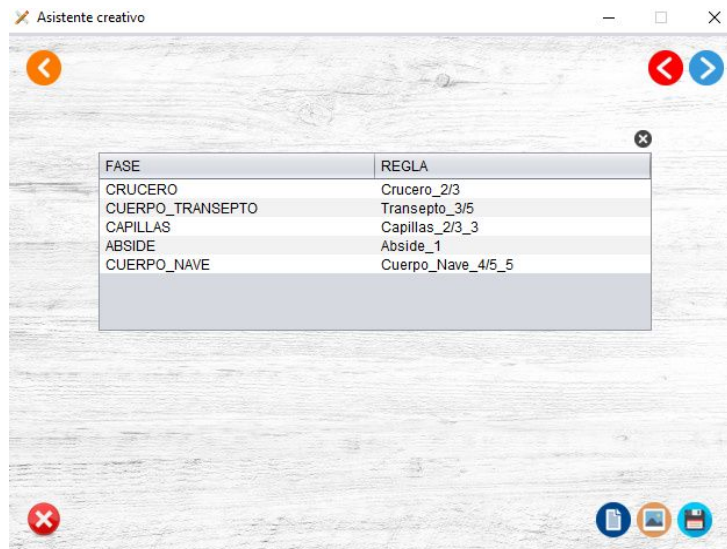 Asistente creativo
FASE REGLA
CRUCERO Crucero_2/3
CUERPO_TRANSEPTO Transepto_3/5
CAPILLAS Capillas_2/3_3
ABSIDE Abside_1
CUERPO_NAVE Cuerpo_Nave_4/5_5